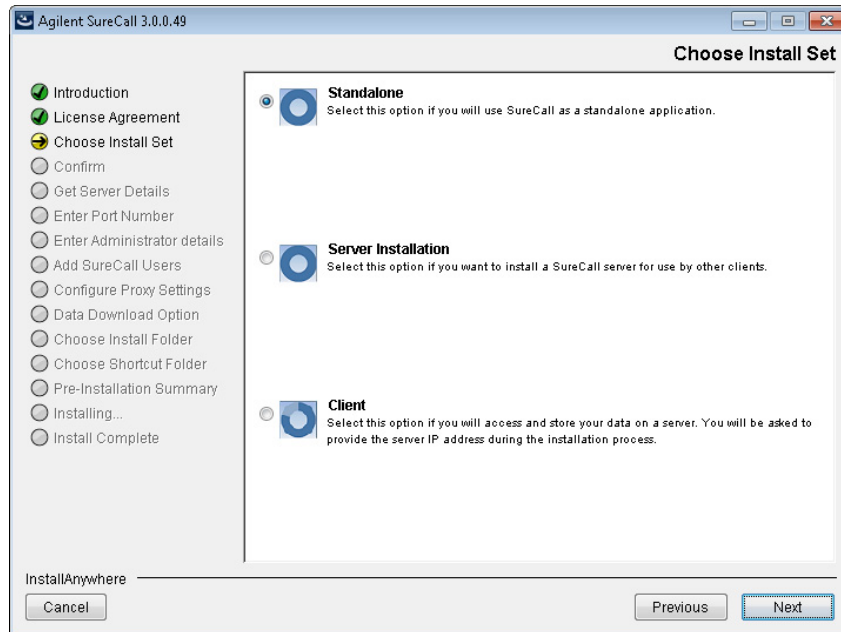 Agilent SureCall 3.0.0.49
Choose Install Set
Introduction
License Agreement
Choose Install Set
Confirm
Get Server Details
Enter Port Number
Enter Administrator details
Add SureCall Users
Configure Proxy Settings
Data Download Option
Choose Install Folder
Choose Shortcut Folder
Pre-Installation Summary
Installing...
Install Complete
Standalone
Select this option if you will use SureCall as a standalone application.
Server Installation
Select this option if you want to install a SureCall server for use by other clients.
Client
Select this option if you will access and store your data on a server. You will be asked to
provide the server IP address during the installation process.
InstallAnywhere
Cancel
Previous
Next